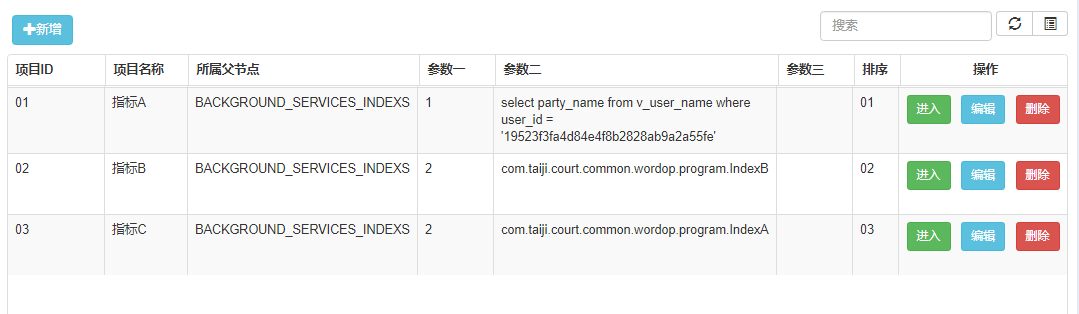 新增
搜索
项目ID 项目名称 所属父节点 参数一 参数二 参数三 排序 操作
01 指标A BACKGROUND_SERVICES_INDEXS 1 select party_name from v_user_name where 01 进入 编辑 删除
user_id =
'19523f3fa4d84e4f8b2828ab9a2a55fe'
02 指标B BACKGROUND_SERVICES_INDEXS 2 com.taiji.court.common.wordop.program.IndexB 02 进入 编辑 删除
03 指标C BACKGROUND_SERVICES_INDEXS 2 com.taiji.court.common.wordop.program.IndexA 03 进入 编辑 删除